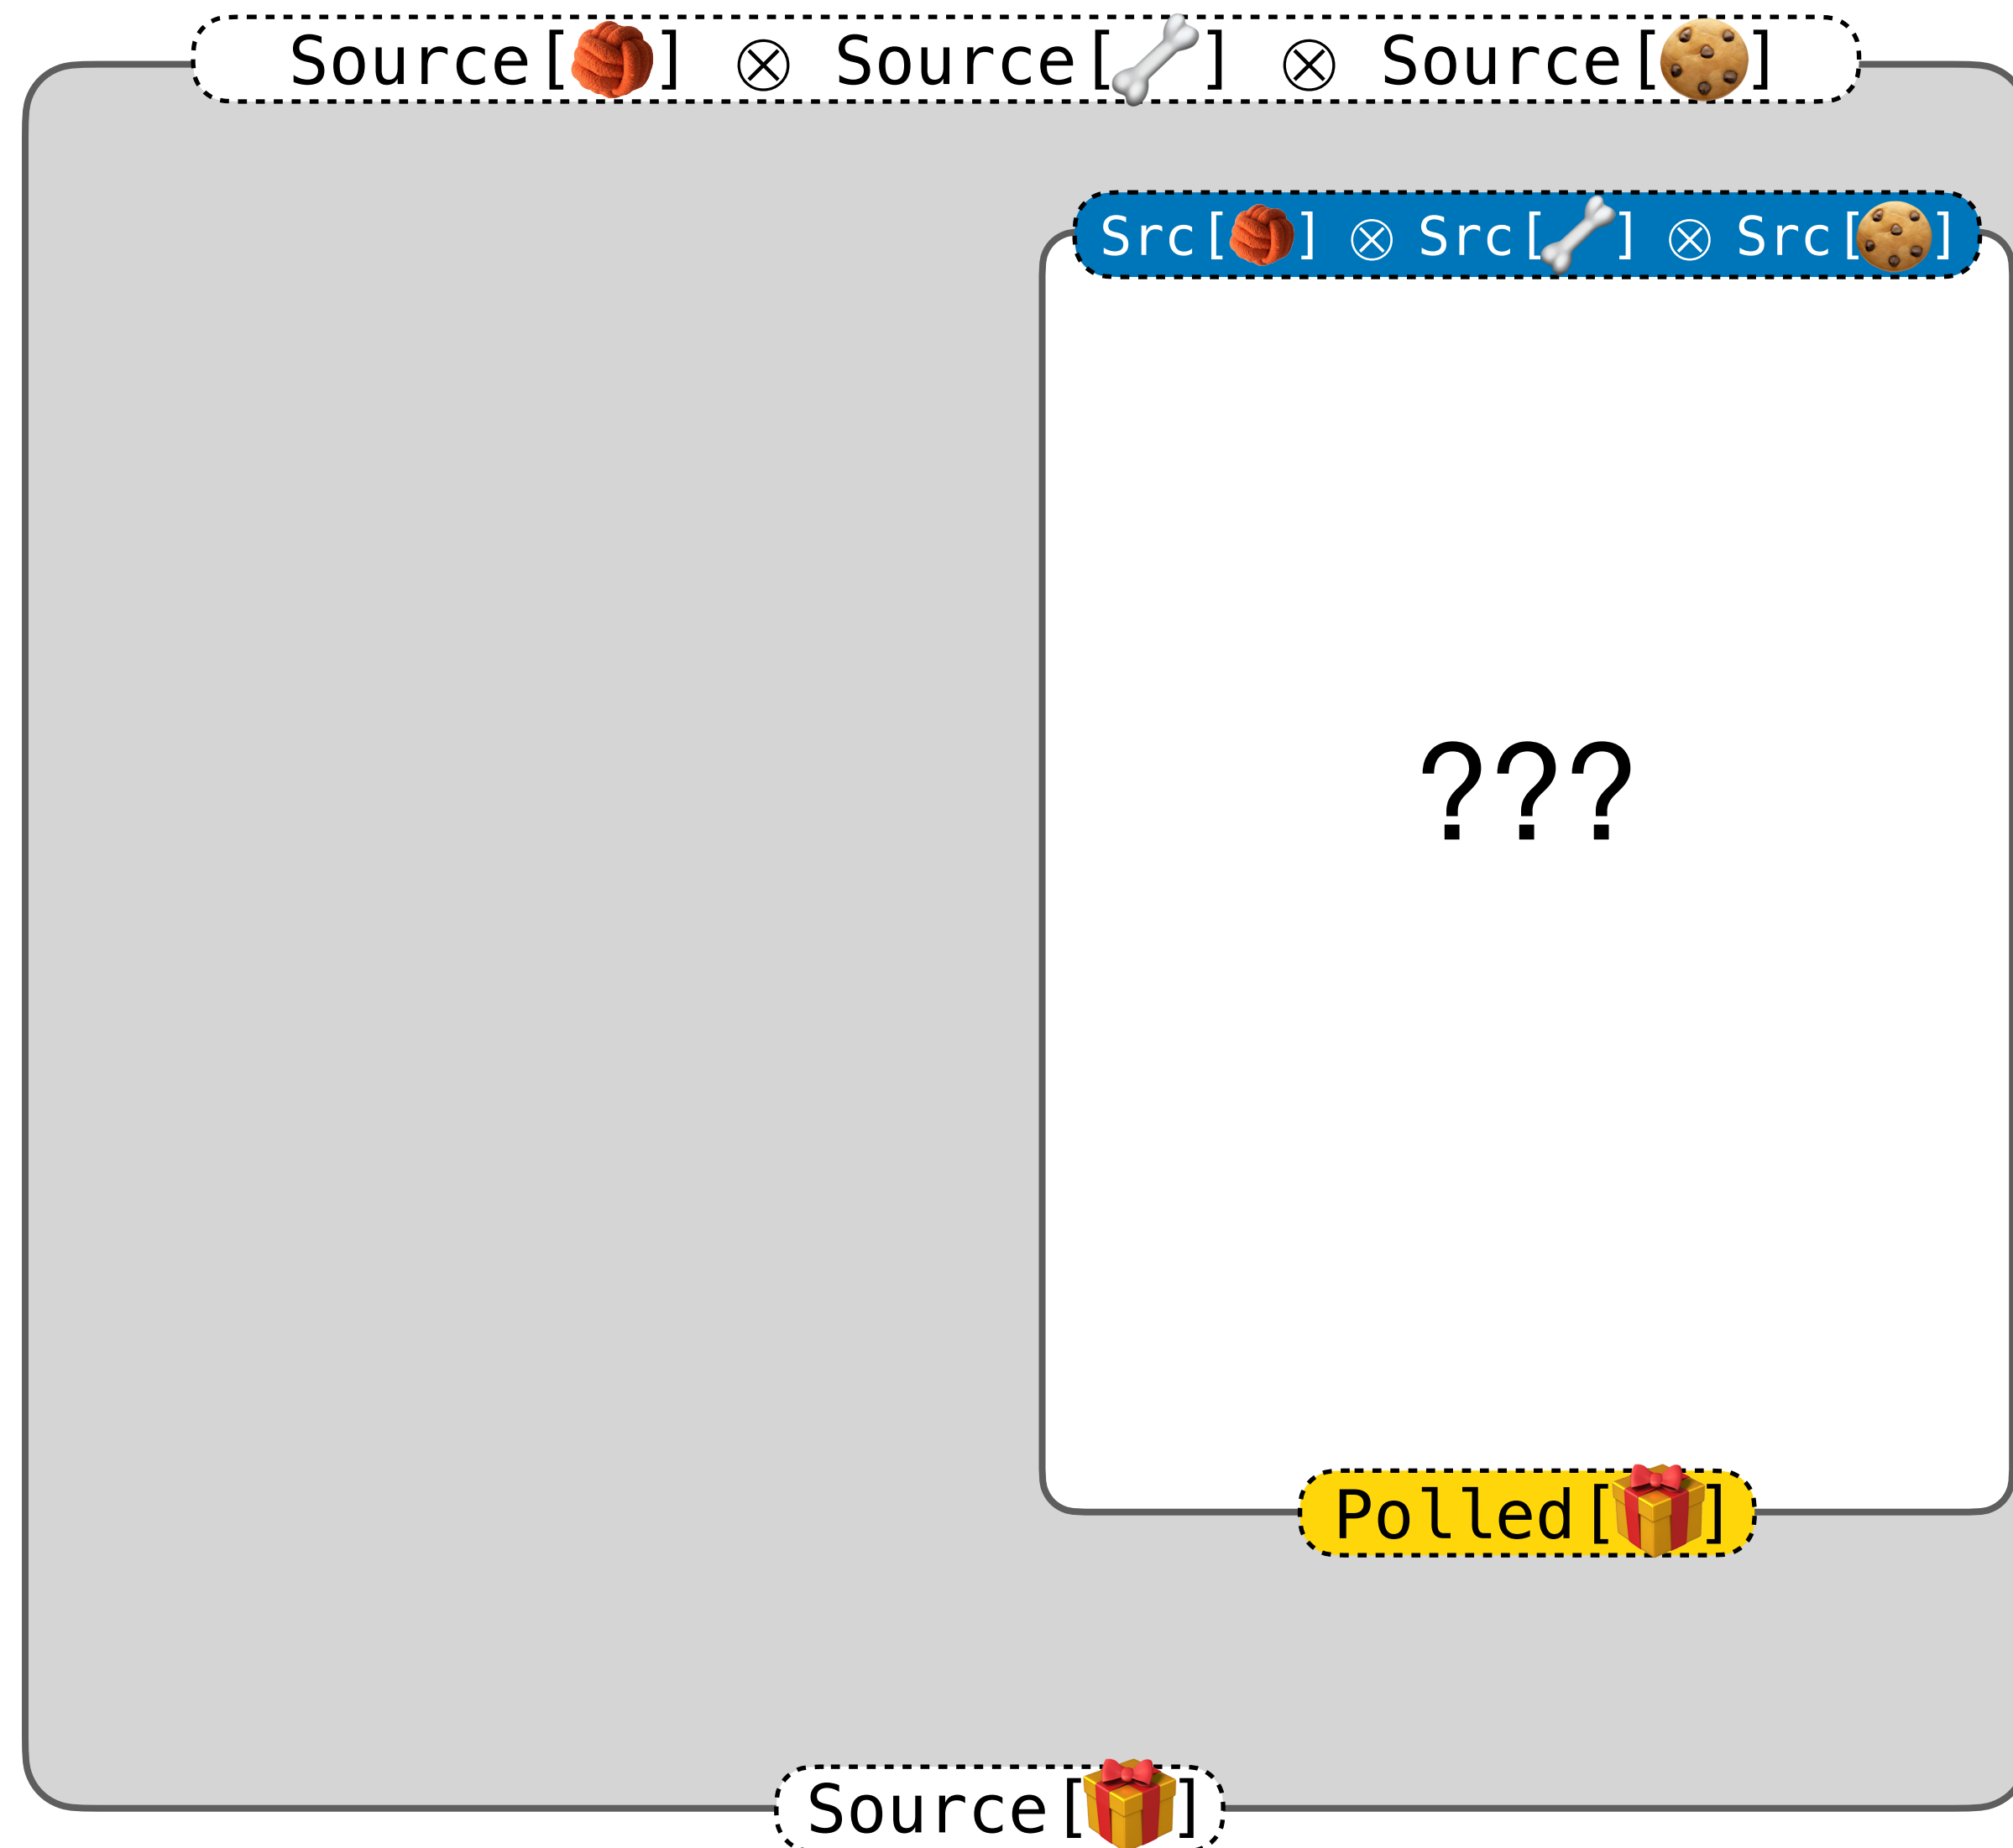 Source[🧶] ⊗ Source[🦴] ⊗ Source[🍪]
Src[🧶] ⊗ Src[🦴] ⊗ Src[🍪]
???
Polled[🎁]
Source[🎁]